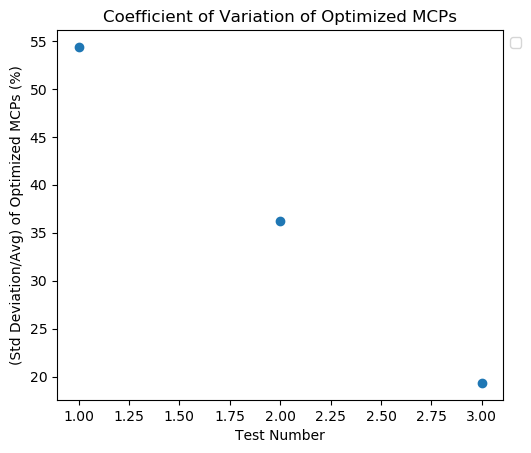 Coefficient of Variation of Optimized MCPs
(Std Deviation/Avg) of Optimized MCPs (%)
55
50
45
40
35
30
25
20
1.00 1.25 1.50 1.75 2.00 2.25 2.50 2.75 3.00
Test Number